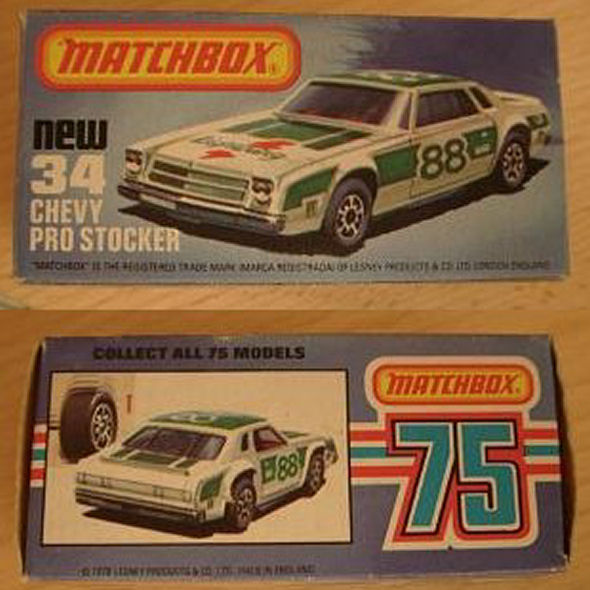 MATCHBOX
new
34
CHEVY
PRO STOCKER
88
"MATCHBOX" IS THE REGISTERED TRADE MARK (MARCA REGISTRADA) OF LESNEY PRODUCTS & CO. LTD. LONDON ENGLAND
COLLECT ALL 75 MODELS
MATCHBOX
75
88
© 1979 LESNEY PRODUCTS & CO. LTD. MADE IN ENGLAND